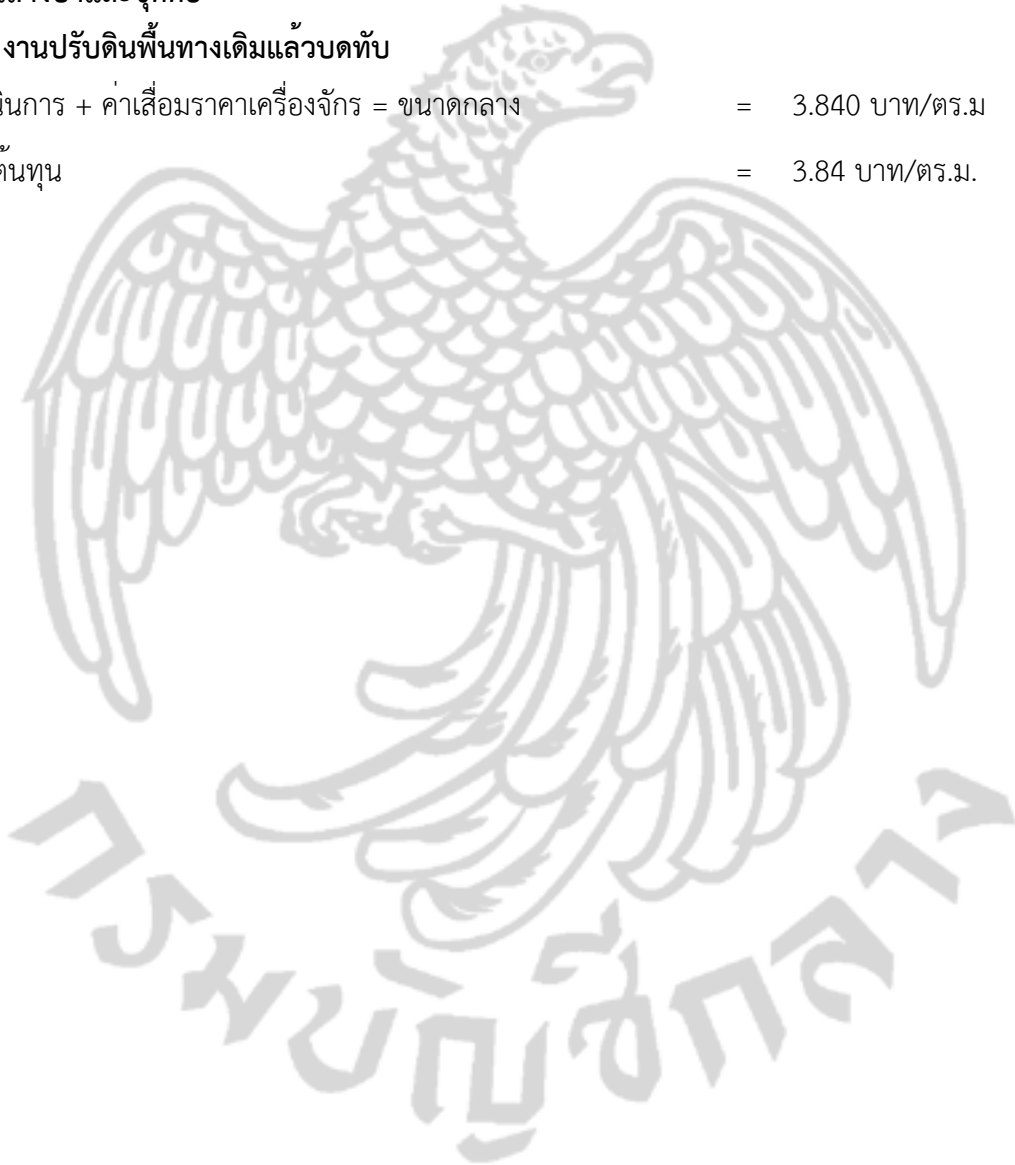 งานปรับดินพื้นทางเดิมแล้วบดทับ
นินการ + ค่าเสื่อมราคาเครื่องจักร = ขนาดกลาง = 3.840 บาท/ตร.ม
ต้นทุน = 3.84 บาท/ตร.ม.
กรมบัญชีกลาง